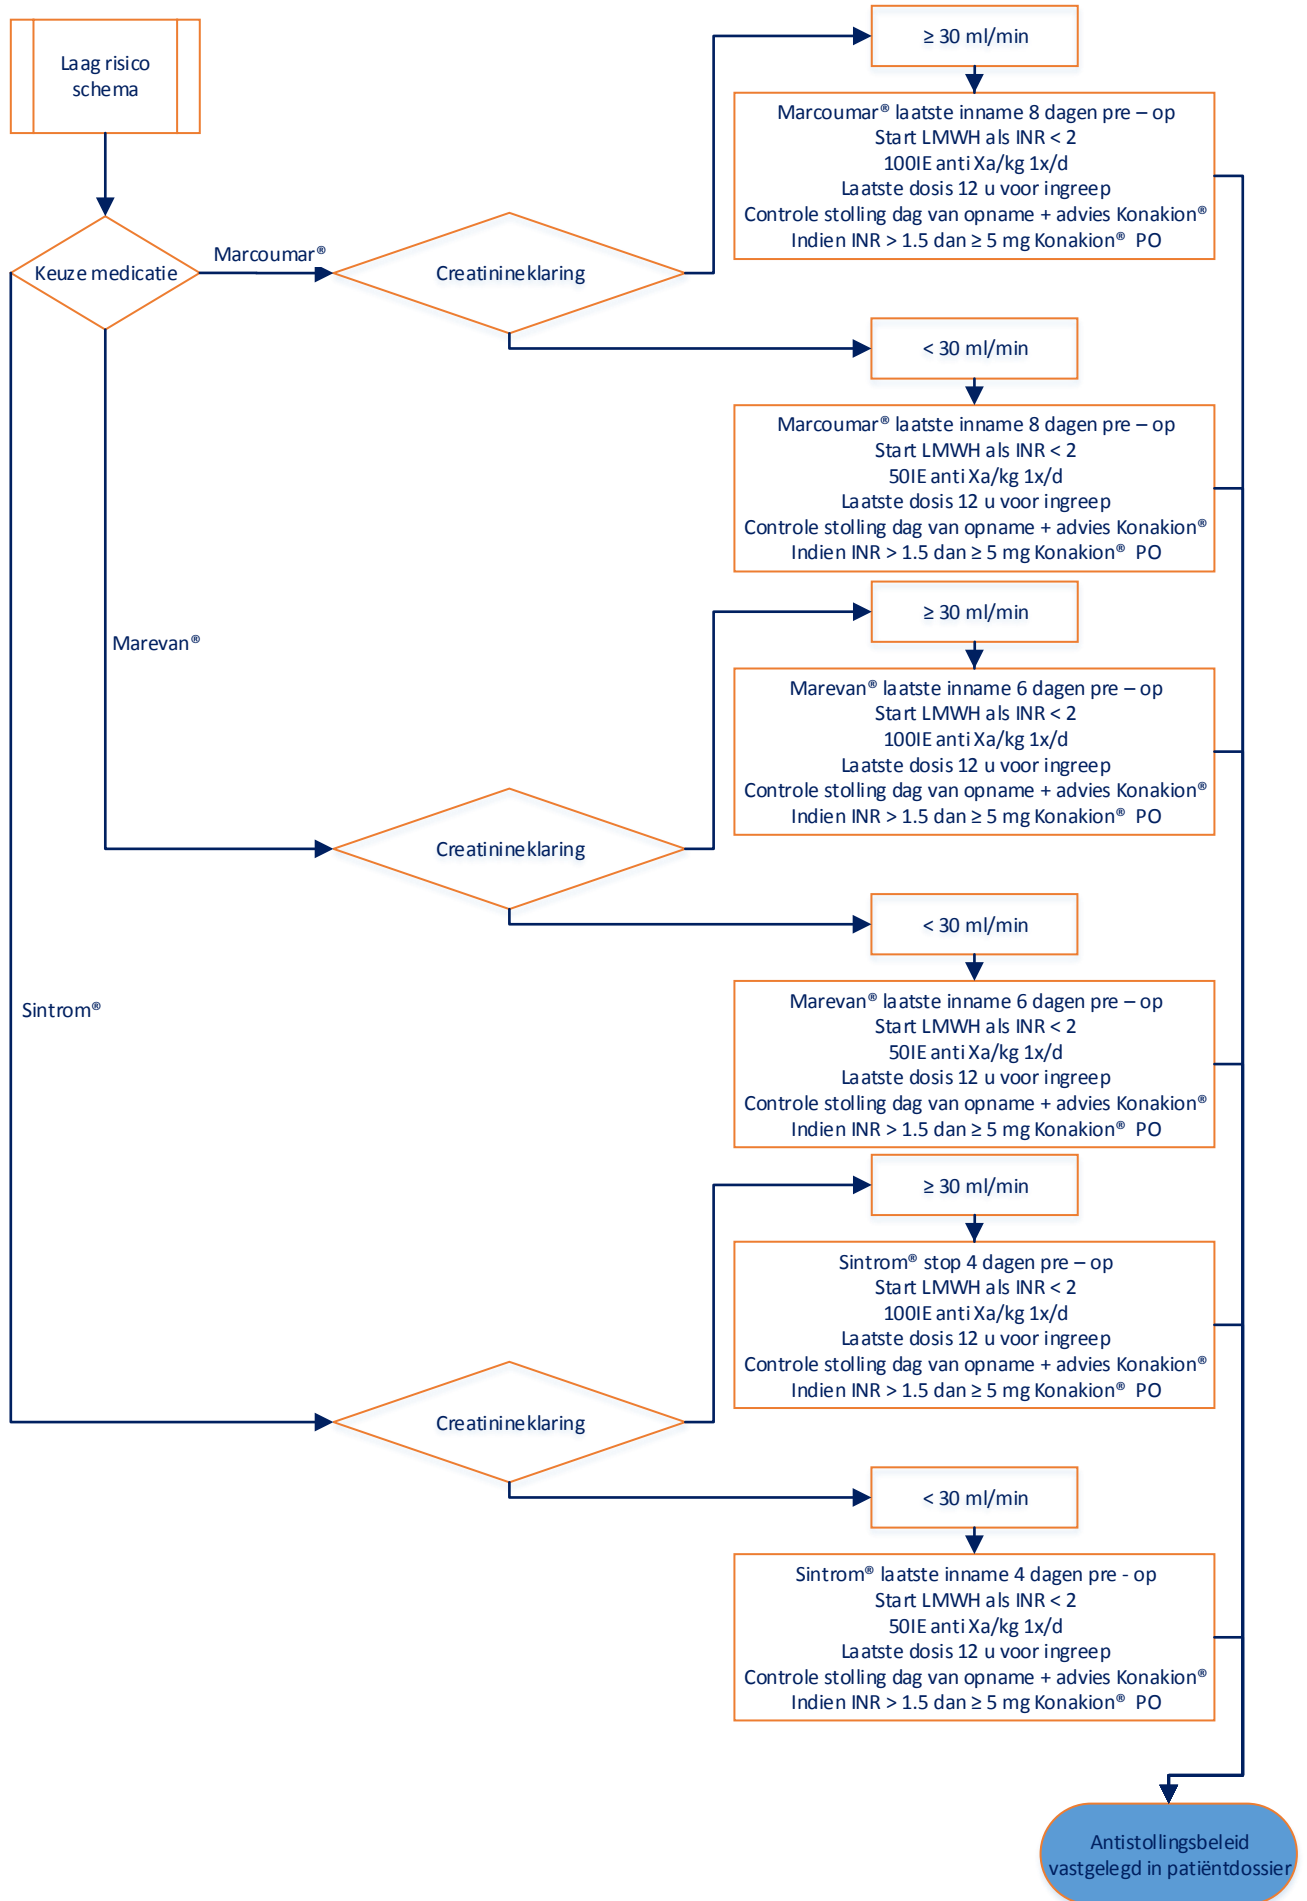 Laag risico
schema
Keuze medicatie
Marcoumar®
Creatinineklaring
≥ 30 ml/min
Marcoumar® laatste inname 8 dagen pre – op
Start LMWH als INR < 2
100IE anti Xa/kg 1x/d
Laatste dosis 12 u voor ingreep
Controle stolling dag van opname + advies Konakion®
Indien INR > 1.5 dan ≥ 5 mg Konakion® PO
< 30 ml/min
Marcoumar® laatste inname 8 dagen pre – op
Start LMWH als INR < 2
50IE anti Xa/kg 1x/d
Laatste dosis 12 u voor ingreep
Controle stolling dag van opname + advies Konakion®
Indien INR > 1.5 dan ≥ 5 mg Konakion® PO
Marevan®
Creatinineklaring
≥ 30 ml/min
Marevan® laatste inname 6 dagen pre – op
Start LMWH als INR < 2
100IE anti Xa/kg 1x/d
Laatste dosis 12 u voor ingreep
Controle stolling dag van opname + advies Konakion®
Indien INR > 1.5 dan ≥ 5 mg Konakion® PO
< 30 ml/min
Marevan® laatste inname 6 dagen pre – op
Start LMWH als INR < 2
50IE anti Xa/kg 1x/d
Laatste dosis 12 u voor ingreep
Controle stolling dag van opname + advies Konakion®
Indien INR > 1.5 dan ≥ 5 mg Konakion® PO
Sintrom®
Creatinineklaring
≥ 30 ml/min
Sintrom® stop 4 dagen pre – op
Start LMWH als INR < 2
100IE anti Xa/kg 1x/d
Laatste dosis 12 u voor ingreep
Controle stolling dag van opname + advies Konakion®
Indien INR > 1.5 dan ≥ 5 mg Konakion® PO
< 30 ml/min
Sintrom® laatste inname 4 dagen pre - op
Start LMWH als INR < 2
50IE anti Xa/kg 1x/d
Laatste dosis 12 u voor ingreep
Controle stolling dag van opname + advies Konakion®
Indien INR > 1.5 dan ≥ 5 mg Konakion® PO
Antistollingsbeleid
vastgelegd in patiëntdossier